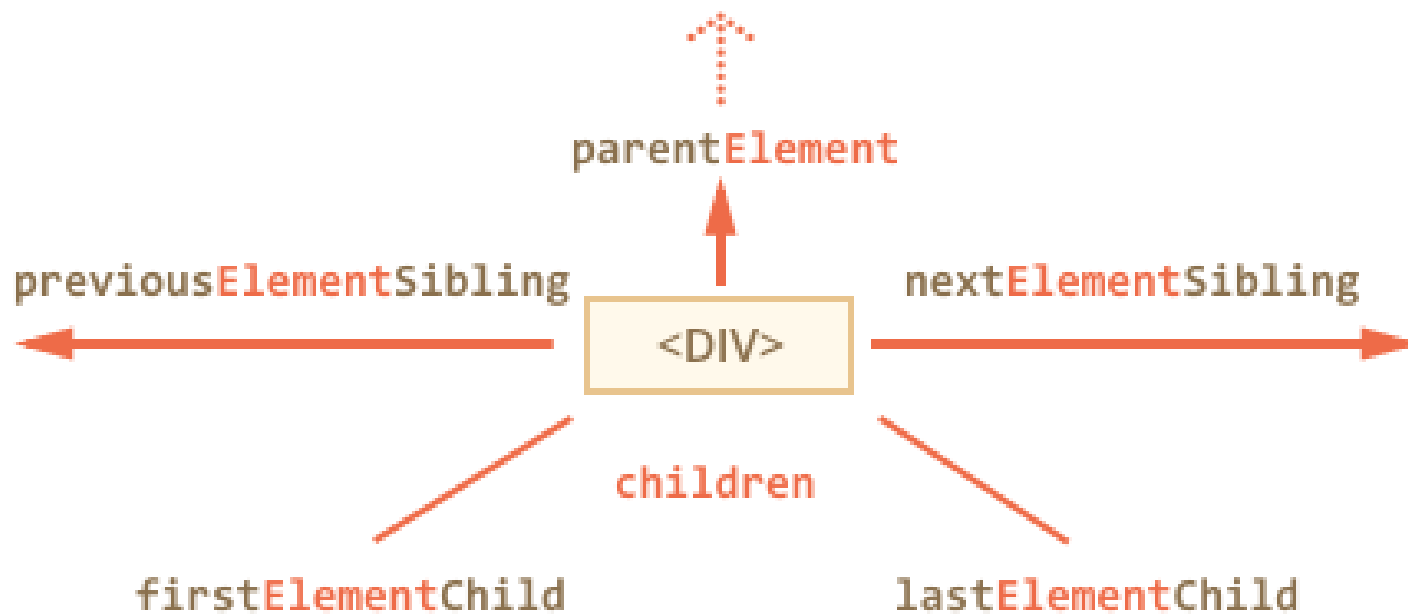 parentElement
previousElementSibling
nextElementSibling
<DIV>
children
firstElementChild
lastElementChild